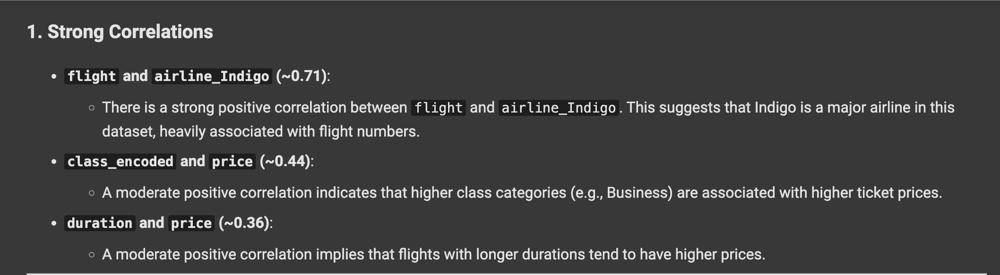 1. Strong Correlations
• flight and airline_Indigo (~0.71):
○ There is a strong positive correlation between flight and airline_Indigo. This suggests that Indigo is a major airline in this
dataset, heavily associated with flight numbers.
• class_encoded and price (~0.44):
○ A moderate positive correlation indicates that higher class categories (e.g., Business) are associated with higher ticket prices.
• duration and price (~0.36):
○ A moderate positive correlation implies that flights with longer durations tend to have higher prices.